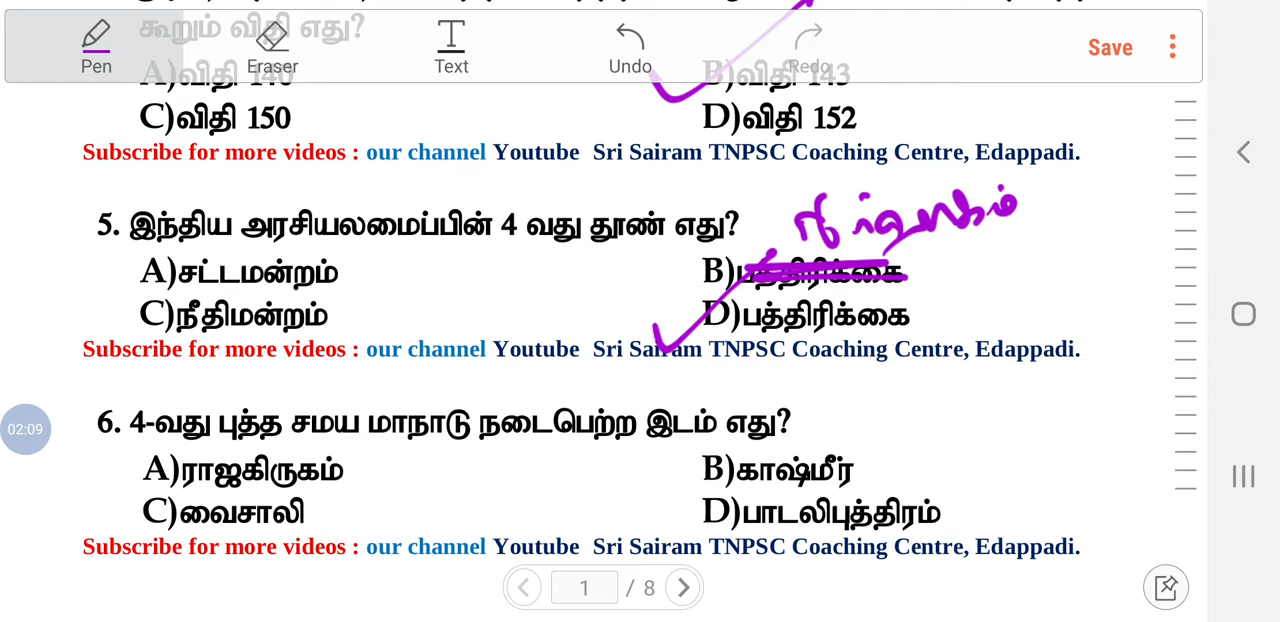 கூறும் விதி எது?
Pen Eraser Text Undo Redo Save
A)விதி 140 B)விதி 143
C)விதி 150 D)விதி 152
Subscribe for more videos : our channel Youtube Sri Sairam TNPSC Coaching Centre, Edappadi.
நிர்வாகம்
5. இந்திய அரசியலமைப்பின் 4 வது தூண் எது?
A)சட்டமன்றம் B)பத்திரிக்கை
C)நீதிமன்றம் D)பத்திரிக்கை
Subscribe for more videos : our channel Youtube Sri Sairam TNPSC Coaching Centre, Edappadi.
02:09
6. 4-வது புத்த சமய மாநாடு நடைபெற்ற இடம் எது?
A)ராஜகிருகம் B)காஷ்மீர்
C)வைசாலி D)பாடலிபுத்திரம்
Subscribe for more videos : our channel Youtube Sri Sairam TNPSC Coaching Centre, Edappadi.
1 / 8